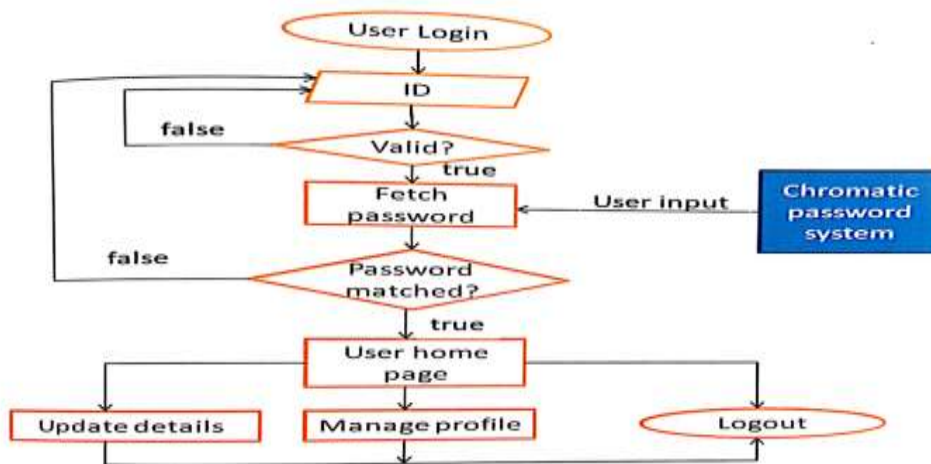 User Login
ID
false
Valid?
true
Fetch
password
User input
Chromatic
password
system
false
Password
matched?
true
User home
page
Update details
Manage profile
Logout